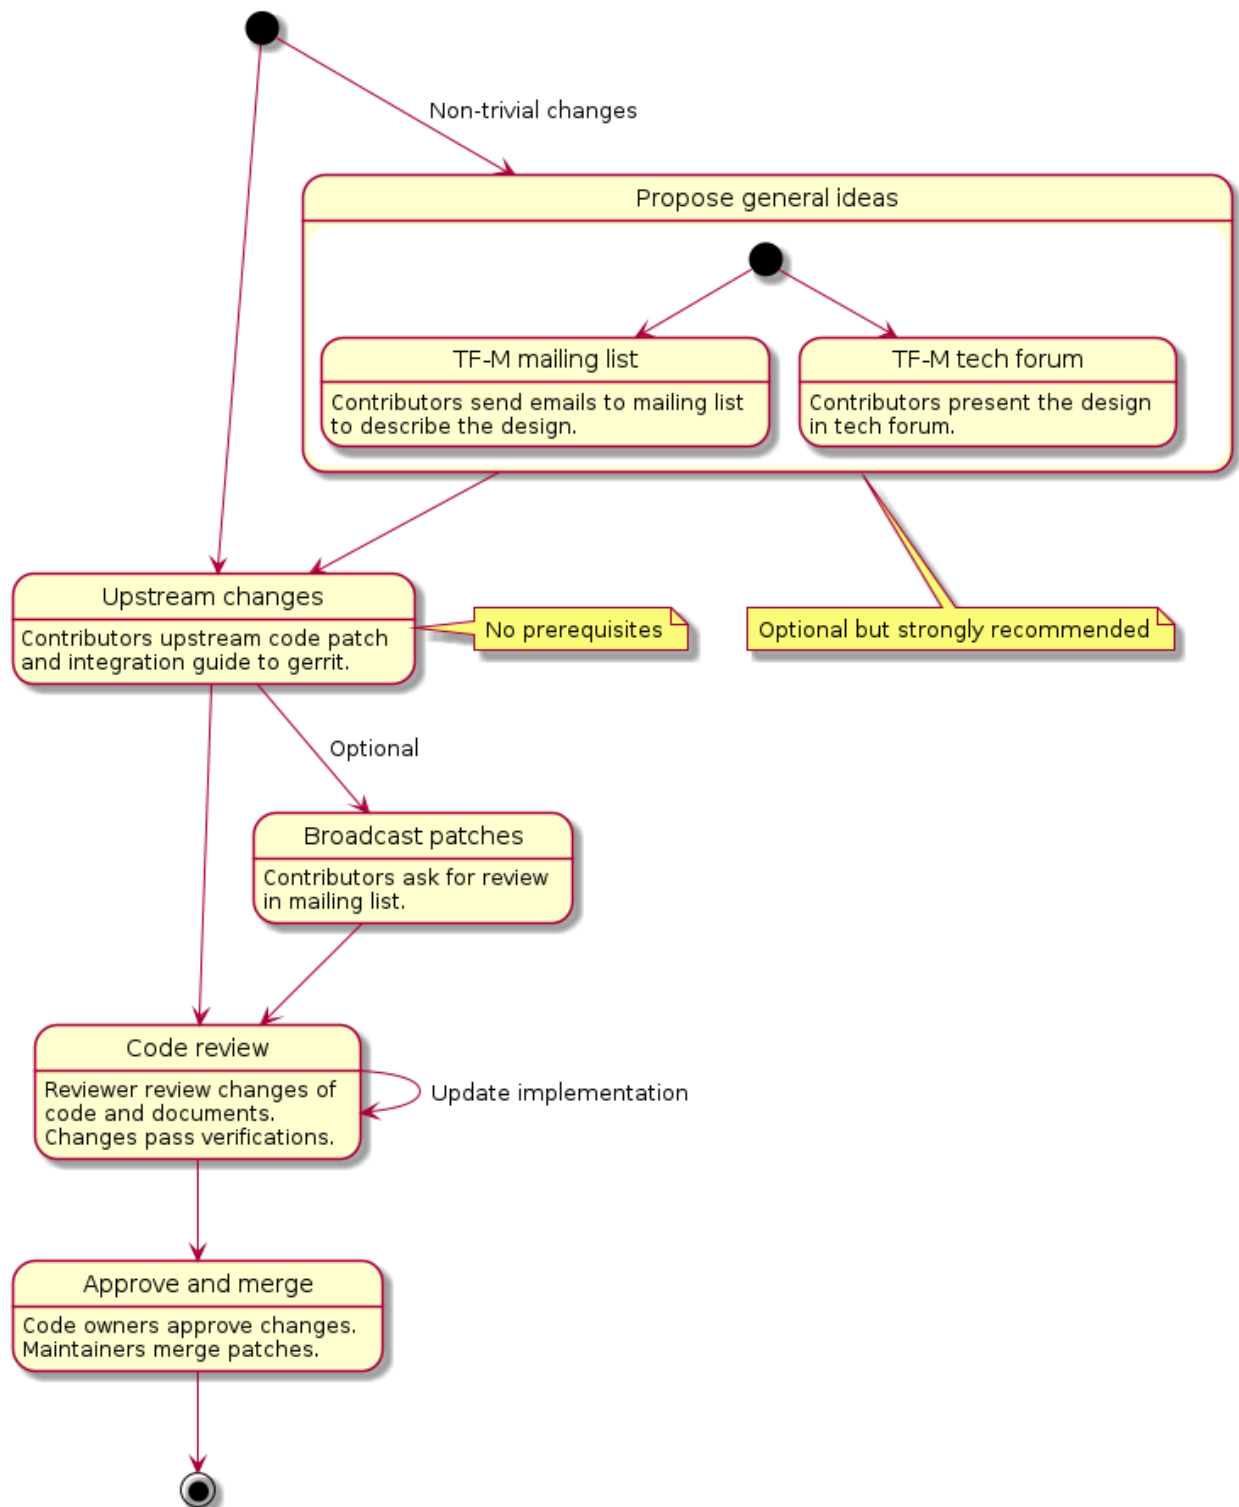 Non-trivial changes
Propose general ideas
TF-M mailing list
Contributors send emails to mailing list
to describe the design.
TF-M tech forum
Contributors present the design
in tech forum.
Upstream changes
Contributors upstream code patch
and integration guide to gerrit.
No prerequisites
Optional but strongly recommended
Optional
Broadcast patches
Contributors ask for review
in mailing list.
Code review
Reviewer review changes of
code and documents.
Changes pass verifications.
Update implementation
Approve and merge
Code owners approve changes.
Maintainers merge patches.